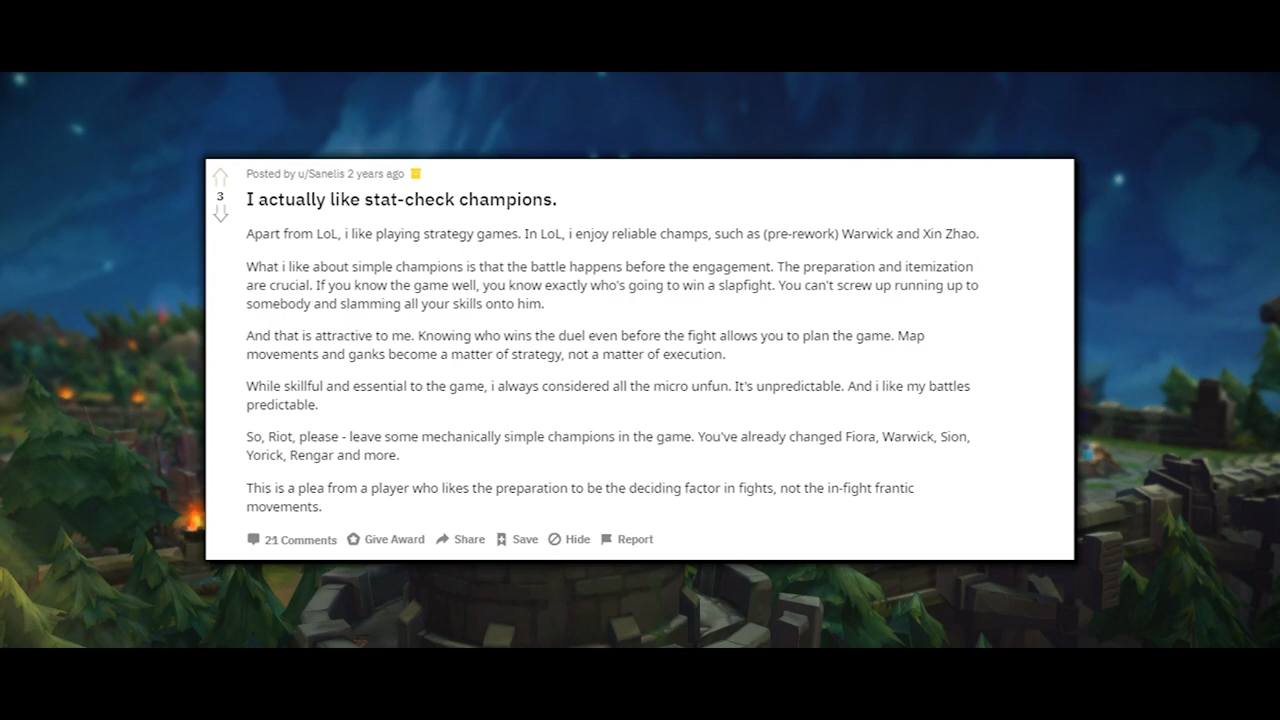 Posted by u/Sanelis 2 years ago
3
I actually like stat-check champions.
Apart from LoL, i like playing strategy games. In LoL, i enjoy reliable champs, such as (pre-rework) Warwick and Xin Zhao.
What i like about simple champions is that the battle happens before the engagement. The preparation and itemization
are crucial. If you know the game well, you know exactly who's going to win a slapfight. You can't screw up running up to
somebody and slamming all your skills onto him.
And that is attractive to me. Knowing who wins the duel even before the fight allows you to plan the game. Map
movements and ganks become a matter of strategy, not a matter of execution.
While skillful and essential to the game, i always considered all the micro unfun. It's unpredictable. And i like my battles
predictable.
So, Riot, please - leave some mechanically simple champions in the game. You've already changed Fiora, Warwick, Sion,
Yorick, Rengar and more.
This is a plea from a player who likes the preparation to be the deciding factor in fights, not the in-fight frantic
movements.
21 Comments Give Award Share Save Hide Report